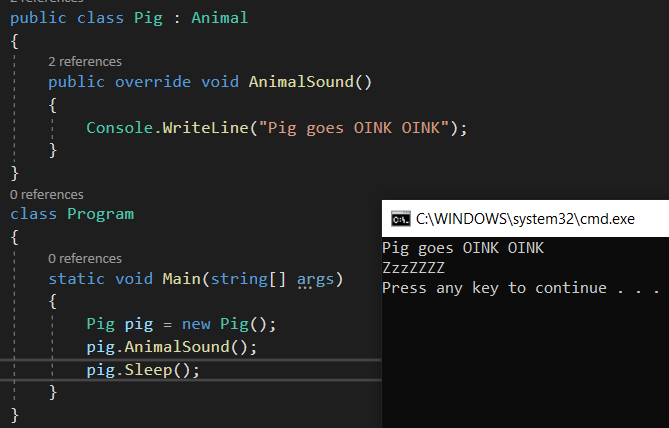 2 references
public class Pig : Animal
{
2 references
public override void AnimalSound()
{
Console.WriteLine("Pig goes OINK OINK");
}
}
0 references
class Program
{
0 references
static void Main(string[] args)
{
Pig pig = new Pig();
pig.AnimalSound();
pig.Sleep();
}
}
C:\WINDOWS\system32\cmd.exe
Pig goes OINK OINK
ZzzZZZZ
Press any key to continue . . .